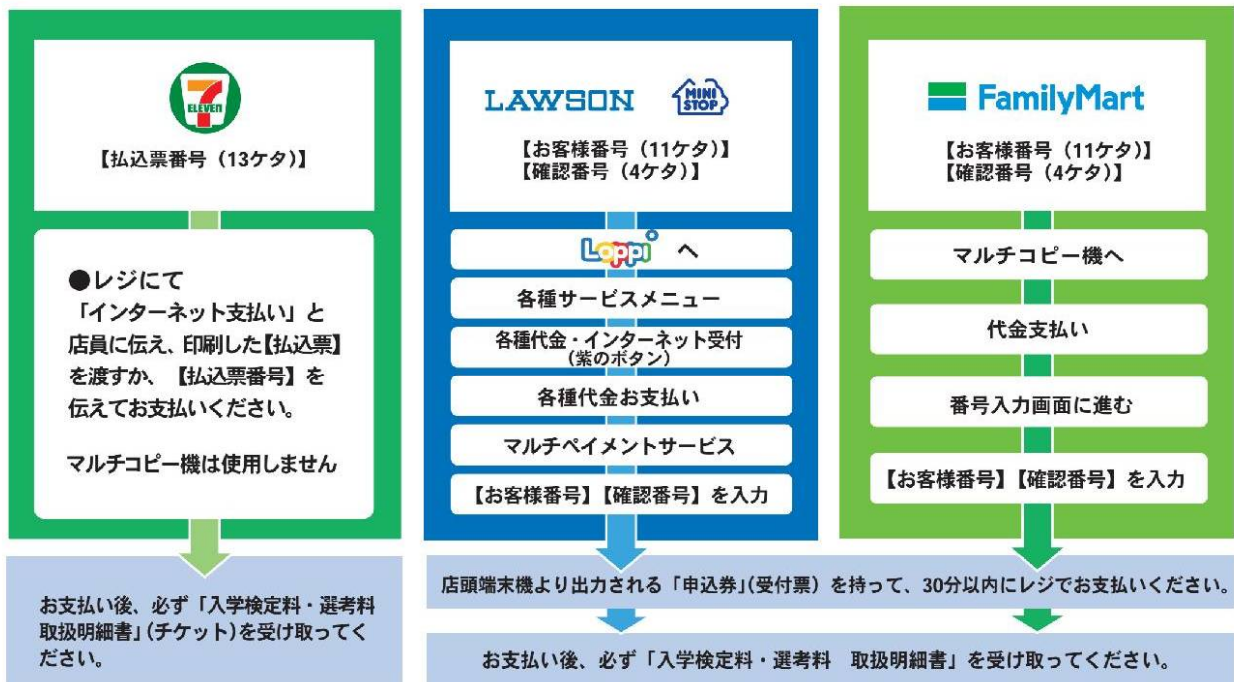 7
ELEVEN
【払込票番号（13ケタ）】
●レジにて
「インターネット支払い」と
店員に伝え、印刷した【払込票】
を渡すか、【払込票番号】を
伝えてお支払いください。
マルチコピー機は使用しません
お支払い後、必ず「入学検定料・選考料
取扱明細書」（チケット）を受け取ってく
ださい。
LAWSON
MINI
STOP
【お客様番号（11ケタ）】
【確認番号（4ケタ）】
Loppi へ
各種サービスメニュー
各種代金・インターネット受付
（紫のボタン）
各種代金お支払い
マルチペイメントサービス
【お客様番号】【確認番号】を入力
FamilyMart
【お客様番号（11ケタ）】
【確認番号（4ケタ）】
マルチコピー機へ
代金支払い
番号入力画面に進む
【お客様番号】【確認番号】を入力
店頭端末機より出力される「申込券」（受付票）を持って、30分以内にレジでお支払いください。
お支払い後、必ず「入学検定料・選考料　取扱明細書」を受け取ってください。